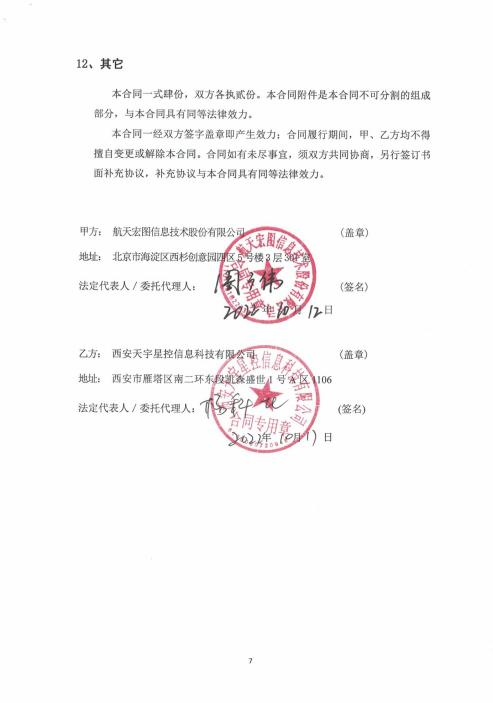 12、其它
本合同一式肆份，双方各执贰份。本合同附件是本合同不可分割的组成
部分，与本合同具有同等法律效力。
本合同一经双方签字盖章即产生效力；合同履行期间，甲、乙方均不得
擅自变更或解除本合同。合同如有未尽事宜，须双方共同协商，另行签订书
面补充协议，补充协议与本合同具有同等法律效力。
甲方：航天宏图信息技术股份有限公司 （盖章）
地址：北京市海淀区西杉创意园四区5号楼3层301室
法定代表人/委托代理人： （签名）
2022年10月12日
乙方：西安天宇星控信息科技有限公司 （盖章）
地址：西安市雁塔区南二环东段凯森盛世1号A区1106
法定代表人/委托代理人： (签名)
合同专用章
2022年10月 日
7